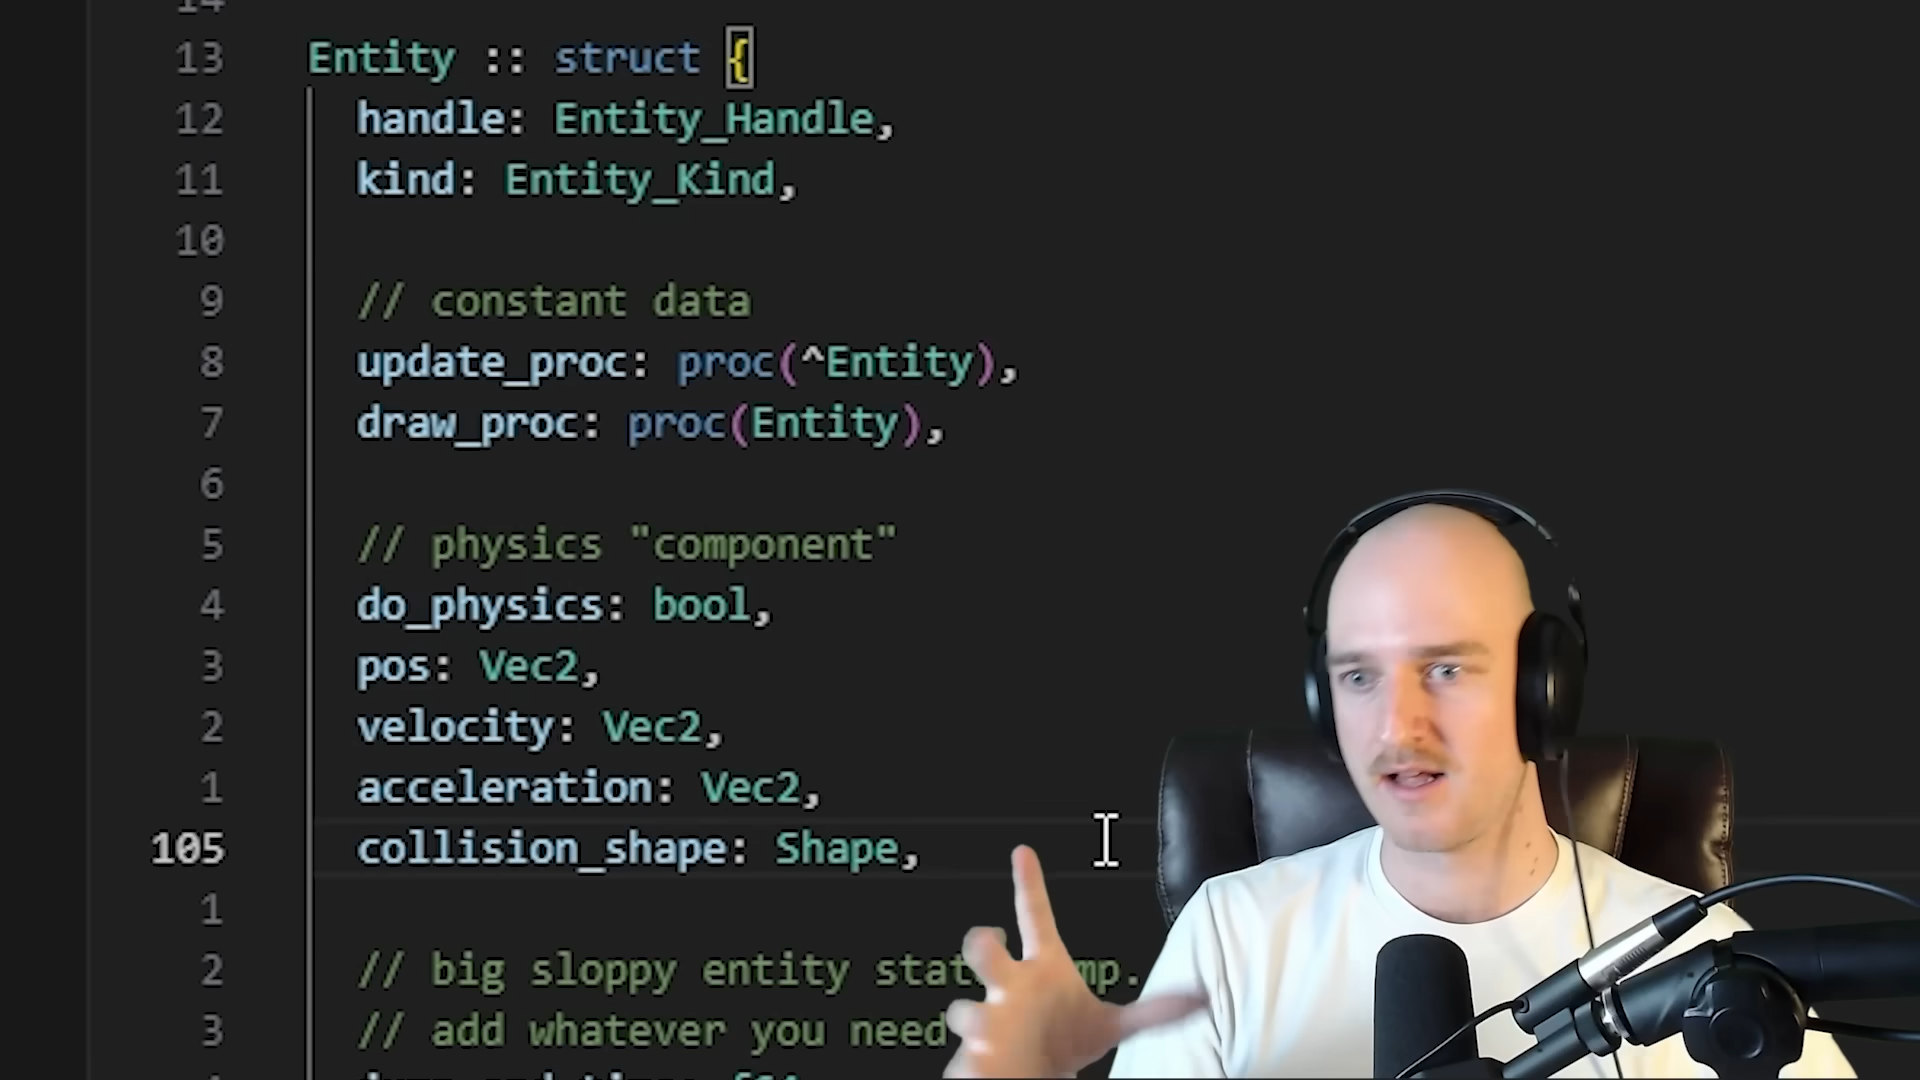 14
13 Entity :: struct {
12 handle: Entity_Handle,
11 kind: Entity_Kind,
10
9 // constant data
8 update_proc: proc(^Entity),
7 draw_proc: proc(Entity),
6
5 // physics "component"
4 do_physics: bool,
3 pos: Vec2,
2 velocity: Vec2,
1 acceleration: Vec2,
105 collision_shape: Shape,
1
2 // big sloppy entity
3 // add whatever you need